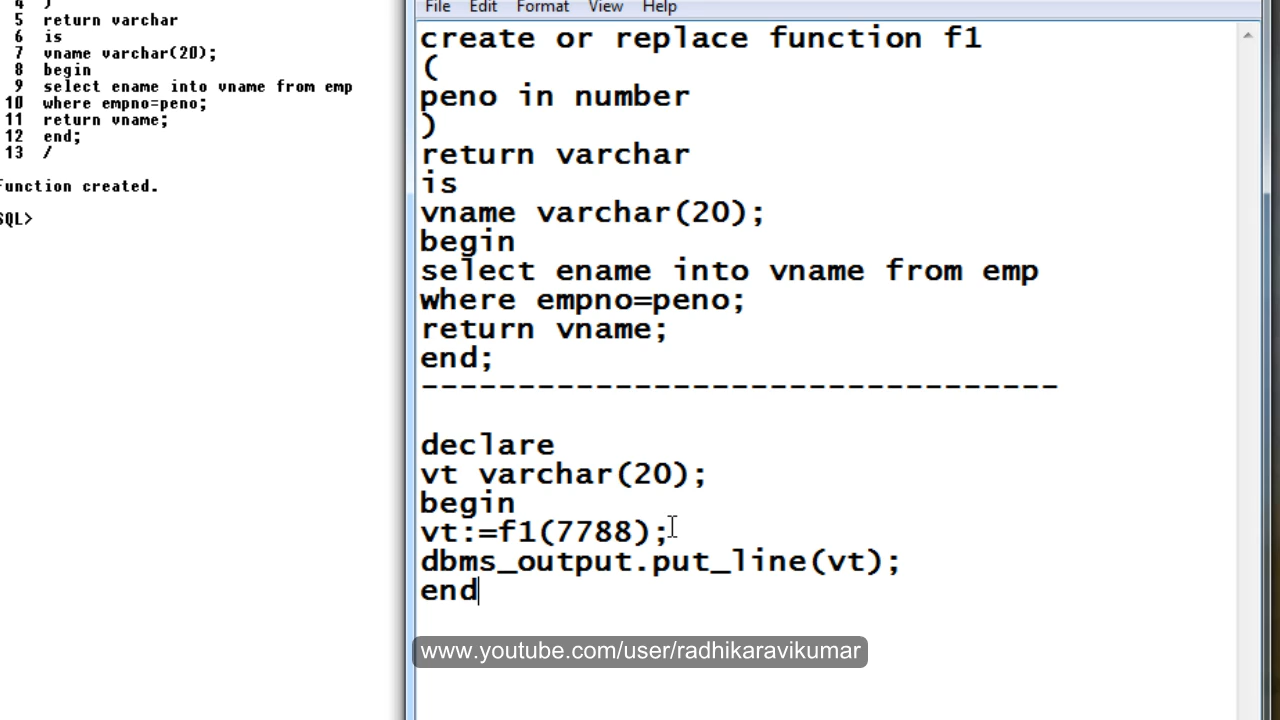 4 )
5 return varchar
6 is
7 vname varchar(20);
8 begin
9 select ename into vname from emp
10 where empno=peno;
11 return vname;
12 end;
13 /
Function created.
SQL>
File Edit Format View Help
create or replace function f1
(
peno in number
)
return varchar
is
vname varchar(20);
begin
select ename into vname from emp
where empno=peno;
return vname;
end;
---------------------------------
declare
vt varchar(20);
begin
vt:=f1(7788);
dbms_output.put_line(vt);
end
www.youtube.com/user/radhikaravikumar